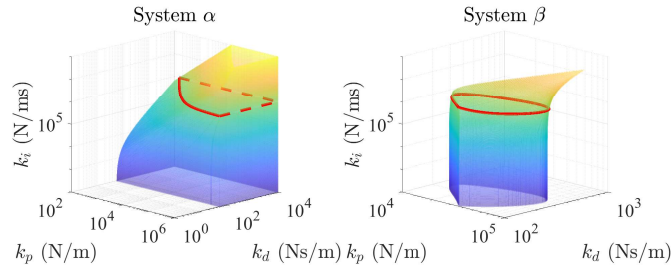 System α System β
k_i (N/ms) k_i (N/ms)
10^5 10^5
10^2 10^4 10^6 10^0 10^2 10^4 10^4 10^5 10^2 10^3
k_p (N/m) k_d (Ns/m) k_p (N/m) k_d (Ns/m)